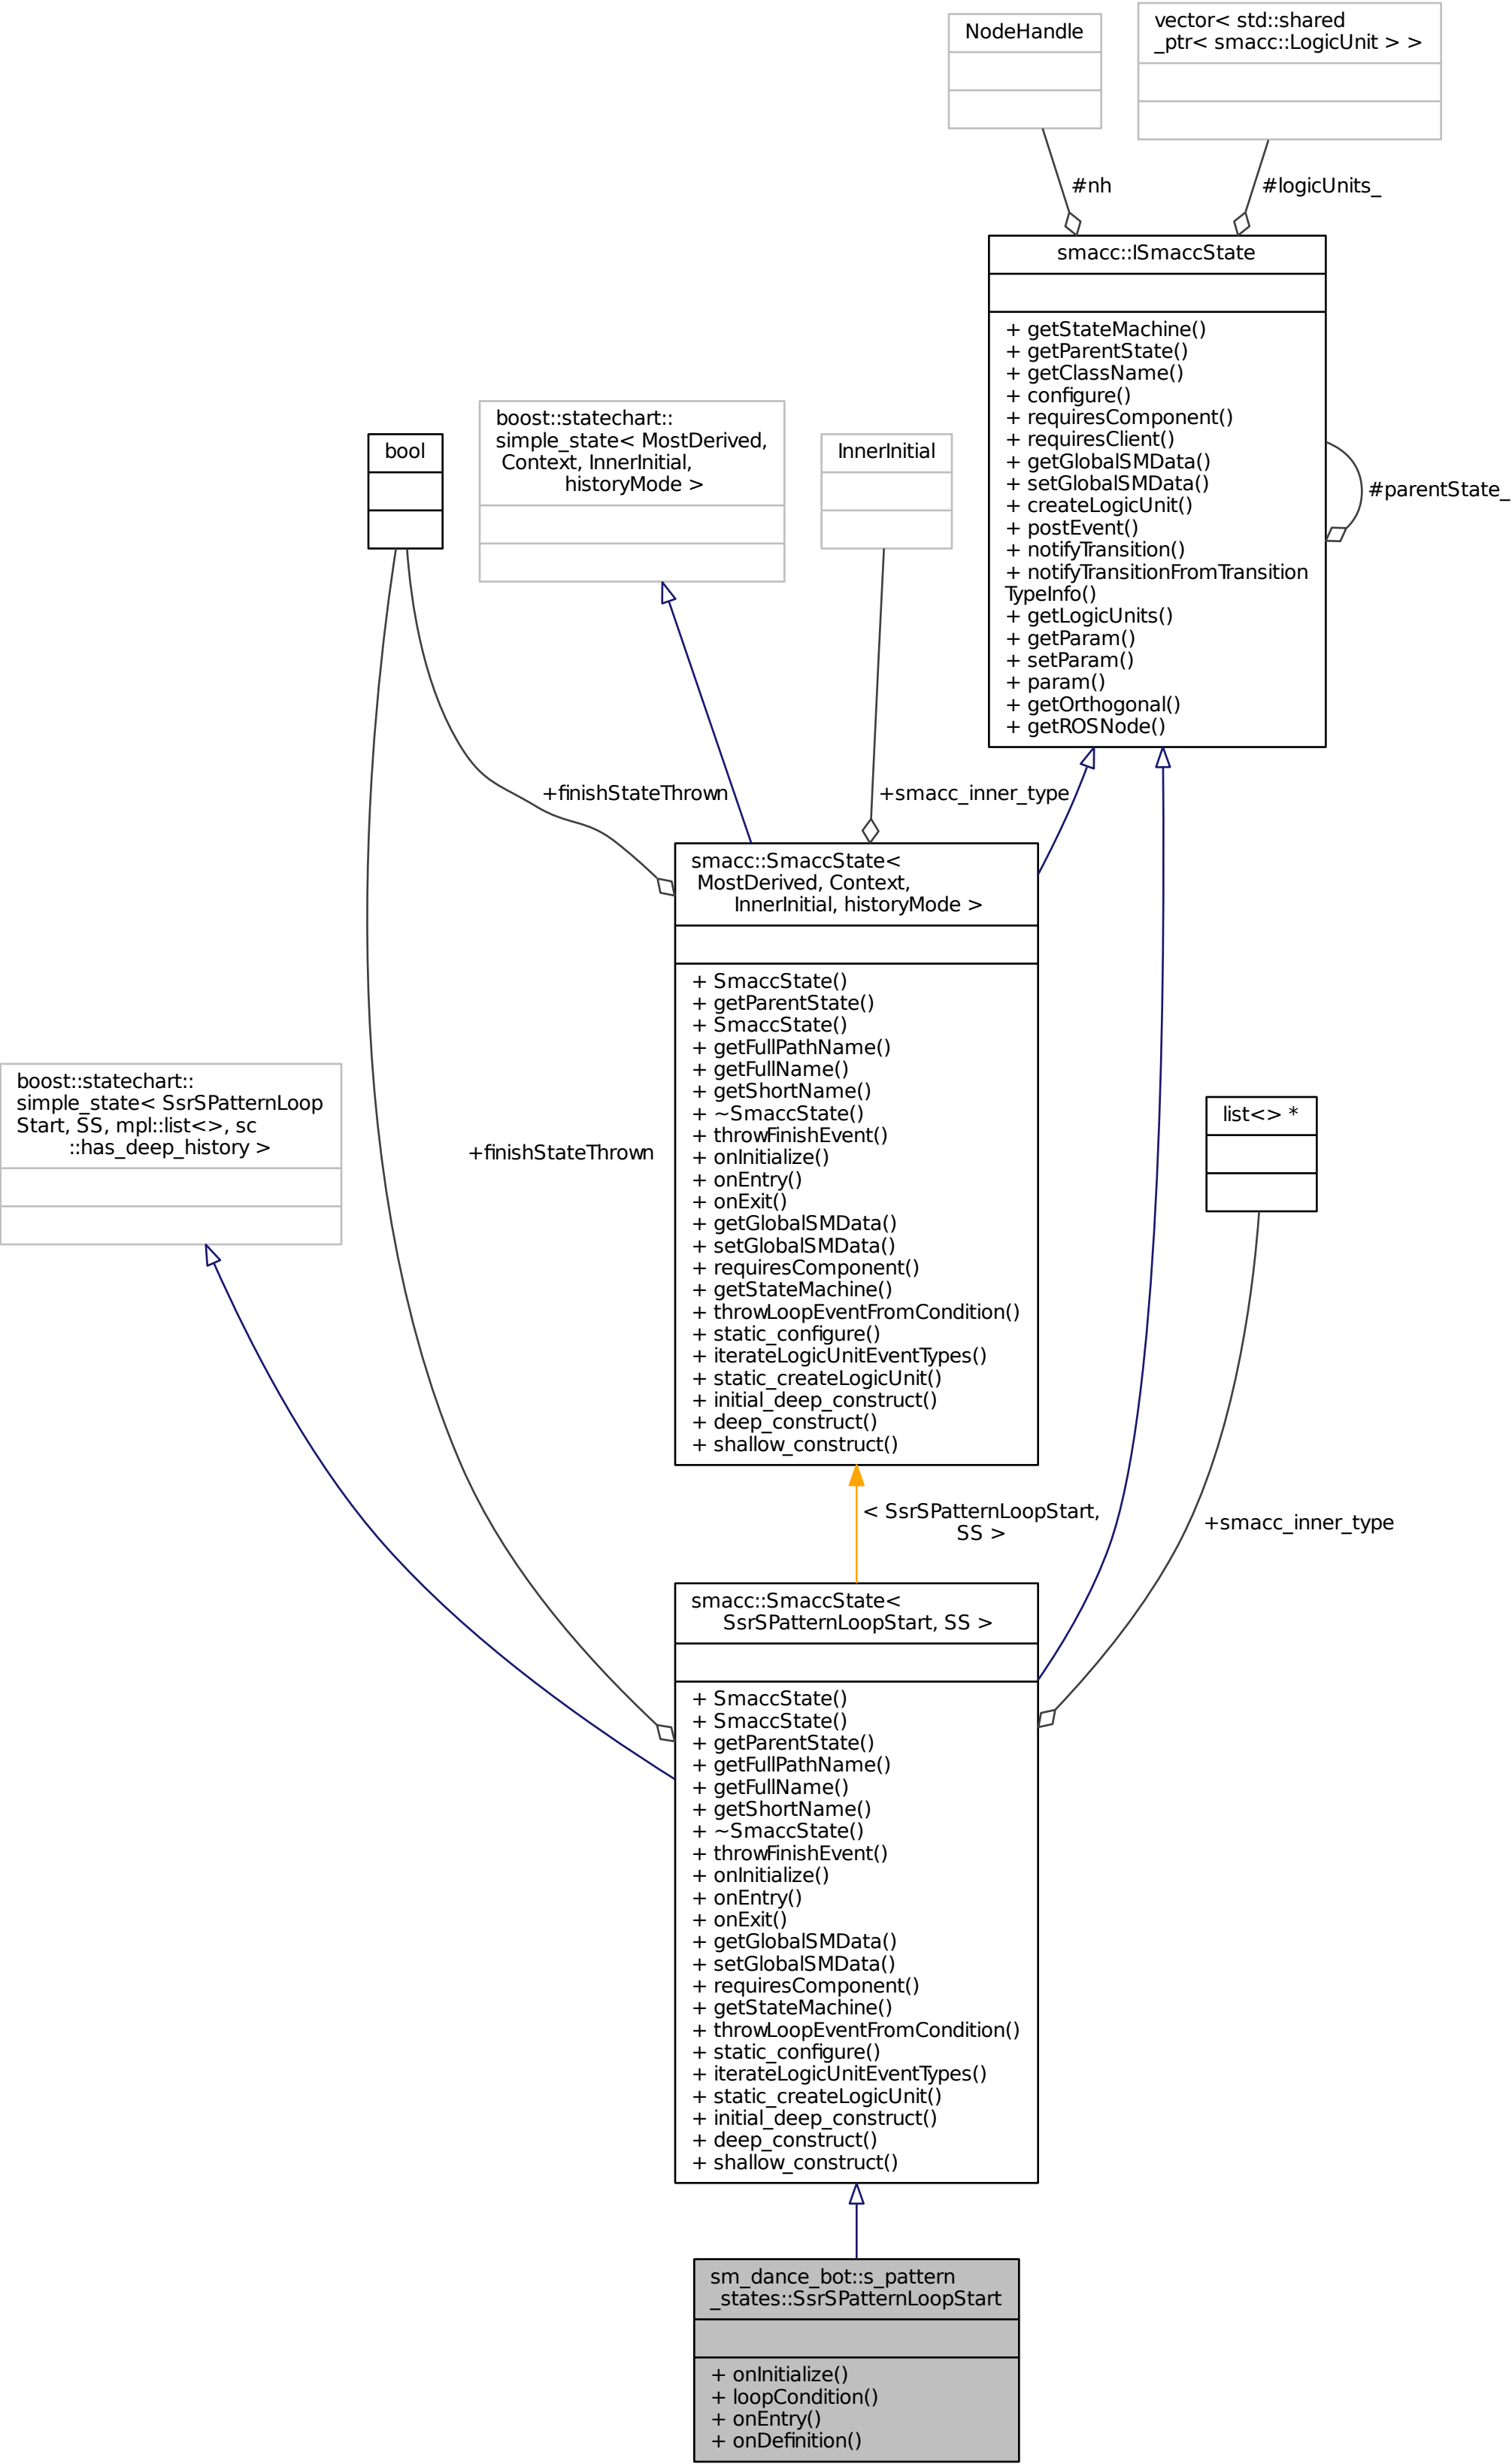 NodeHandle
vector< std::shared
_ptr< smacc::LogicUnit > >
#nh
#logicUnits_
smacc::ISmaccState
+ getStateMachine()
+ getParentState()
+ getClassName()
+ configure()
+ requiresComponent()
+ requiresClient()
+ getGlobalSMData()
+ setGlobalSMData()
+ createLogicUnit()
+ postEvent()
+ notifyTransition()
+ notifyTransitionFromTransition
TypeInfo()
+ getLogicUnits()
+ getParam()
+ setParam()
+ param()
+ getOrthogonal()
+ getROSNode()
#parentState_
bool
boost::statechart::
simple_state< MostDerived,
Context, InnerInitial,
historyMode >
InnerInitial
+finishStateThrown
+smacc_inner_type
smacc::SmaccState<
MostDerived, Context,
InnerInitial, historyMode >
+ SmaccState()
+ getParentState()
+ SmaccState()
+ getFullPathName()
+ getFullName()
+ getShortName()
+ ~SmaccState()
+ throwFinishEvent()
+ onInitialize()
+ onEntry()
+ onExit()
+ getGlobalSMData()
+ setGlobalSMData()
+ requiresComponent()
+ getStateMachine()
+ throwLoopEventFromCondition()
+ static_configure()
+ iterateLogicUnitEventTypes()
+ static_createLogicUnit()
+ initial_deep_construct()
+ deep_construct()
+ shallow_construct()
boost::statechart::
simple_state< SsrSPatternLoop
Start, SS, mpl::list<>, sc
::has_deep_history >
+finishStateThrown
list<> *
< SsrSPatternLoopStart,
SS >
+smacc_inner_type
smacc::SmaccState<
SsrSPatternLoopStart, SS >
+ SmaccState()
+ SmaccState()
+ getParentState()
+ getFullPathName()
+ getFullName()
+ getShortName()
+ ~SmaccState()
+ throwFinishEvent()
+ onInitialize()
+ onEntry()
+ onExit()
+ getGlobalSMData()
+ setGlobalSMData()
+ requiresComponent()
+ getStateMachine()
+ throwLoopEventFromCondition()
+ static_configure()
+ iterateLogicUnitEventTypes()
+ static_createLogicUnit()
+ initial_deep_construct()
+ deep_construct()
+ shallow_construct()
sm_dance_bot::s_pattern
_states::SsrSPatternLoopStart
+ onInitialize()
+ loopCondition()
+ onEntry()
+ onDefinition()